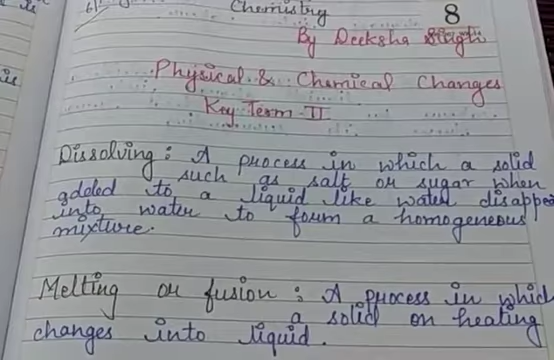 Chemistry
8
By Deeksha Singh
Physical & Chemical Changes
Key Term - II
Dissolving : A process in which a solid
such as salt or sugar when
added to a liquid like water disappea
into water to form a homogeneous
mixture.
Melting or fusion : A process in which
a solid on heating
changes into liquid.